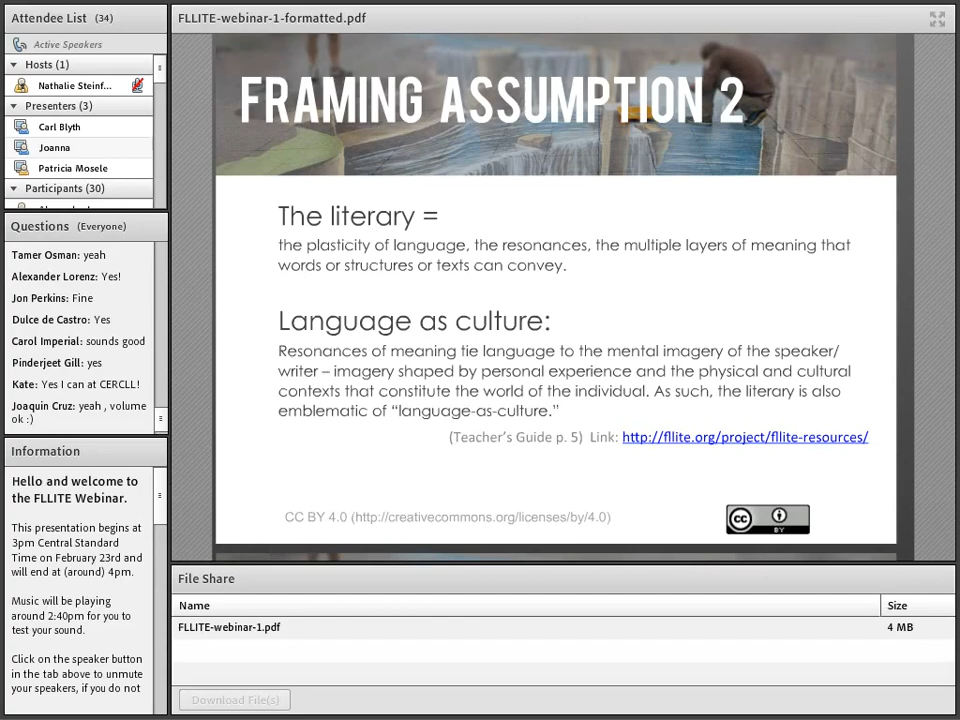 Attendee List (34)
Active Speakers
Hosts (1)
Nathalie Steinf...
Presenters (3)
Carl Blyth
Joanna
Patricia Mosele
Participants (30)
Questions (Everyone)
Tamer Osman: yeah
Alexander Lorenz: Yes!
Jon Perkins: Fine
Dulce de Castro: Yes
Carol Imperial: sounds good
Pinderjeet Gill: yes
Kate: Yes I can at CERCLL!
Joaquin Cruz: yeah , volume
ok :)
Information
Hello and welcome to
the FLLITE Webinar.
This presentation begins at
3pm Central Standard
Time on February 23rd and
will end at (around) 4pm.
Music will be playing
around 2:40pm for you to
test your sound.
Click on the speaker button
in the tab above to unmute
your speakers, if you do not
FLLITE-webinar-1-formatted.pdf
FRAMING ASSUMPTION 2
The literary =
the plasticity of language, the resonances, the multiple layers of meaning that
words or structures or texts can convey.
Language as culture:
Resonances of meaning tie language to the mental imagery of the speaker/
writer – imagery shaped by personal experience and the physical and cultural
contexts that constitute the world of the individual. As such, the literary is also
emblematic of “language-as-culture.”
(Teacher’s Guide p. 5) Link: http://fllite.org/project/fllite-resources/
CC BY 4.0 (http://creativecommons.org/licenses/by/4.0)
cc BY
File Share
Name Size
FLLITE-webinar-1.pdf 4 MB
Download File(s)